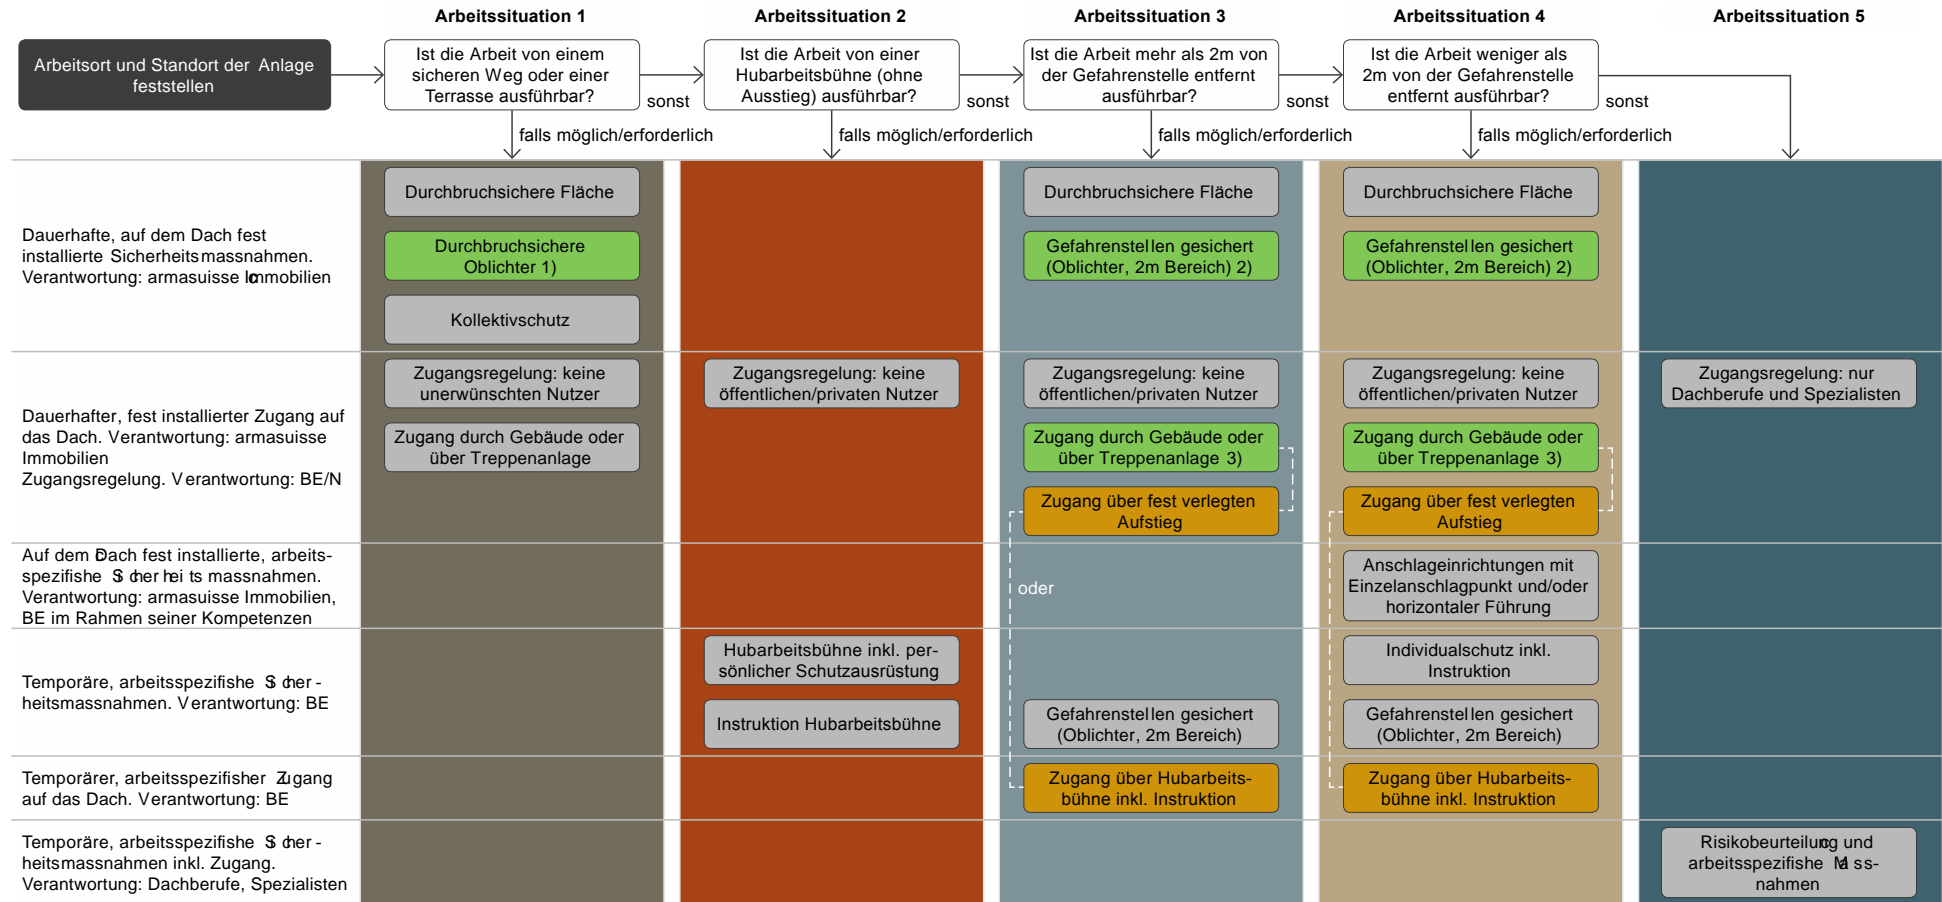 Arbeitssituation 1
Arbeitssituation 2
Arbeitssituation 3
Arbeitssituation 4
Arbeitssituation 5
Arbeitsort und Standort der Anlage
feststellen
Ist die Arbeit von einem
sicheren Weg oder einer
Terrasse ausführbar?
sonst
Ist die Arbeit von einer
Hubarbeitsbühne (ohne
Ausstieg) ausführbar?
sonst
Ist die Arbeit mehr als 2m von
der Gefahrenstelle entfernt
ausführbar?
sonst
Ist die Arbeit weniger als
2m von der Gefahrenstelle
entfernt ausführbar?
sonst
falls möglich/erforderlich
falls möglich/erforderlich
falls möglich/erforderlich
falls möglich/erforderlich
Dauerhafte, auf dem Dach fest
installierte Sicherheitsmassnahmen.
Verantwortung: armasuisse Immobilien
Durchbruchsichere Fläche
Durchbruchsichere
Oblichter 1)
Kollektivschutz
Durchbruchsichere Fläche
Gefahrenstellen gesichert
(Oblichter, 2m Bereich) 2)
Durchbruchsichere Fläche
Gefahrenstellen gesichert
(Oblichter, 2m Bereich) 2)
Dauerhafter, fest installierter Zugang auf
das Dach. Verantwortung: armasuisse
Immobilien
Zugangsregelung. Verantwortung: BE/N
Zugangsregelung: keine
unerwünschten Nutzer
Zugang durch Gebäude oder
über Treppenanlage
Zugangsregelung: keine
öffentlichen/privaten Nutzer
Zugangsregelung: keine
öffentlichen/privaten Nutzer
Zugang durch Gebäude oder
über Treppenanlage 3)
Zugang über fest verlegten
Aufstieg
Zugangsregelung: keine
öffentlichen/privaten Nutzer
Zugang durch Gebäude oder
über Treppenanlage 3)
Zugang über fest verlegten
Aufstieg
Zugangsregelung: nur
Dachberufe und Spezialisten
Auf dem Dach fest installierte, arbeits-
spezifishe Sicherheitsmassnahmen.
Verantwortung: armasuisse Immobilien,
BE im Rahmen seiner Kompetenzen
oder
Anschlageinrichtungen mit
Einzelanschlagpunkt und/oder
horizontaler Führung
Temporäre, arbeitsspezifishe Sicher-
heitsmassnahmen. Verantwortung: BE
Hubarbeitsbühne inkl. per-
sönlicher Schutzausrüstung
Instruktion Hubarbeitsbühne
Gefahrenstellen gesichert
(Oblichter, 2m Bereich)
Individualschutz inkl.
Instruktion
Gefahrenstellen gesichert
(Oblichter, 2m Bereich)
Temporärer, arbeitsspezifisher Zugang
auf das Dach. Verantwortung: BE
Zugang über Hubarbeits-
bühne inkl. Instruktion
Zugang über Hubarbeits-
bühne inkl. Instruktion
Temporäre, arbeitsspezifishe Sicher-
heitsmassnahmen inkl. Zugang.
Verantwortung: Dachberufe, Spezialisten
Risikobeurteilung und
arbeitsspezifishe Mass-
nahmen